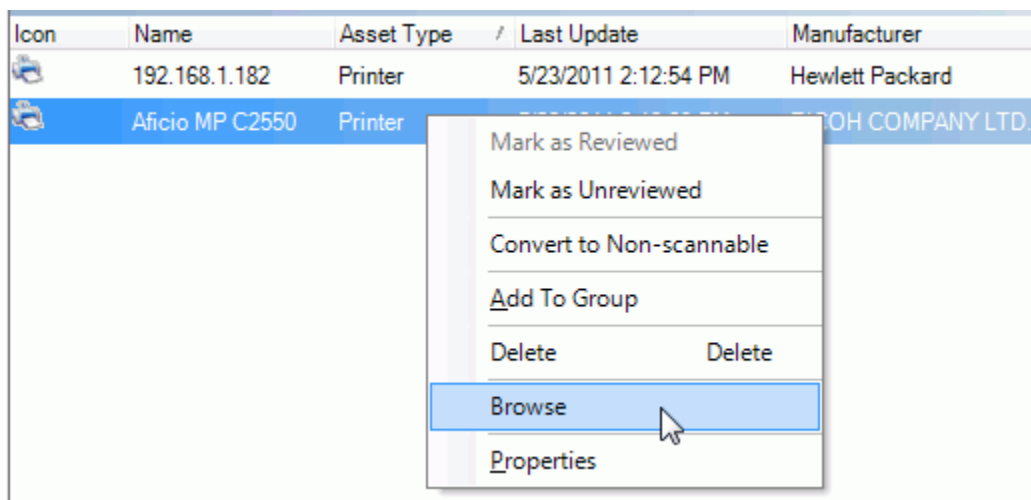 Icon Name Asset Type / Last Update Manufacturer
192.168.1.182 Printer 5/23/2011 2:12:54 PM Hewlett Packard
Aficio MP C2550 Printer COMPANY LTD.
Mark as Reviewed
Mark as Unreviewed
Convert to Non-scannable
Add To Group
Delete Delete
Browse
Properties